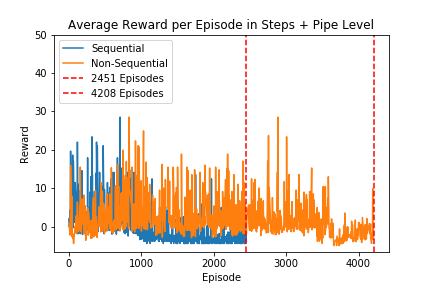 Average Reward per Episode in Steps + Pipe Level
50
40
30
20
10
0
Reward
Sequential
Non-Sequential
2451 Episodes
4208 Episodes
0
1000
2000
3000
4000
Episode